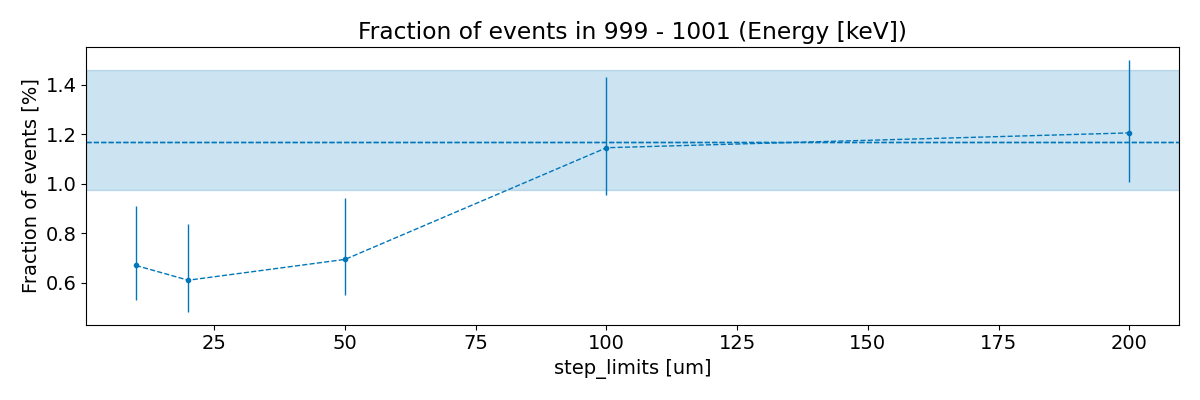 Fraction of events in 999 - 1001 (Energy [keV])
Fraction of events [%]
1.4
1.2
1.0
0.8
0.6
25 50 75 100 125 150 175 200
step_limits [um]